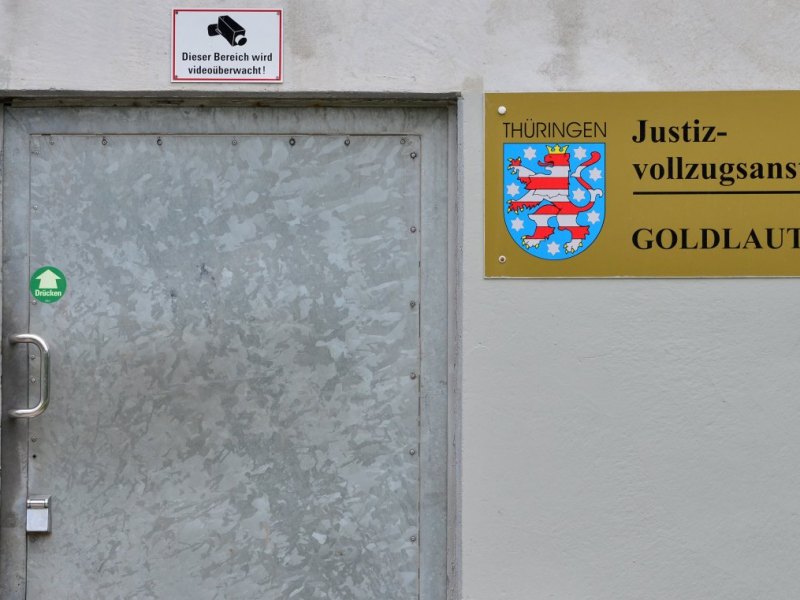 Dieser Bereich wird
videoüberwacht!
THÜRINGEN
Justiz-
vollzugsanst
GOLDLAUT
Drücken